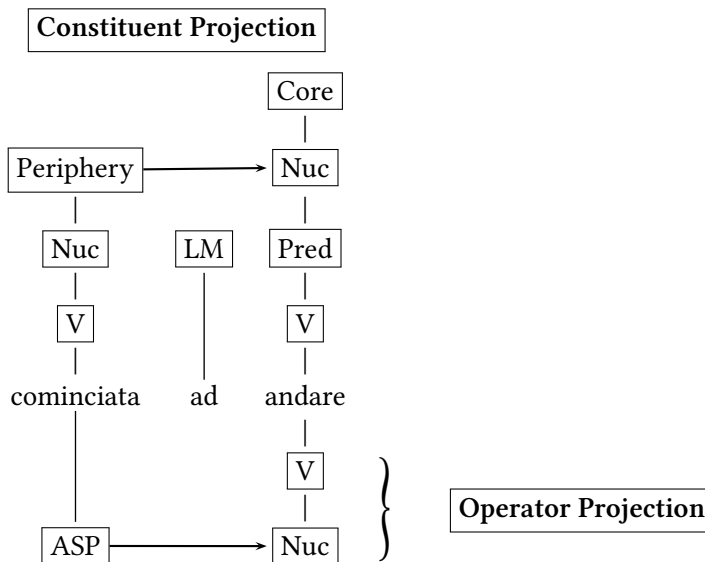 Constituent Projection
Core
Periphery Nuc
Nuc LM Pred
V V
cominciata ad andare
V
Operator Projection
ASP Nuc